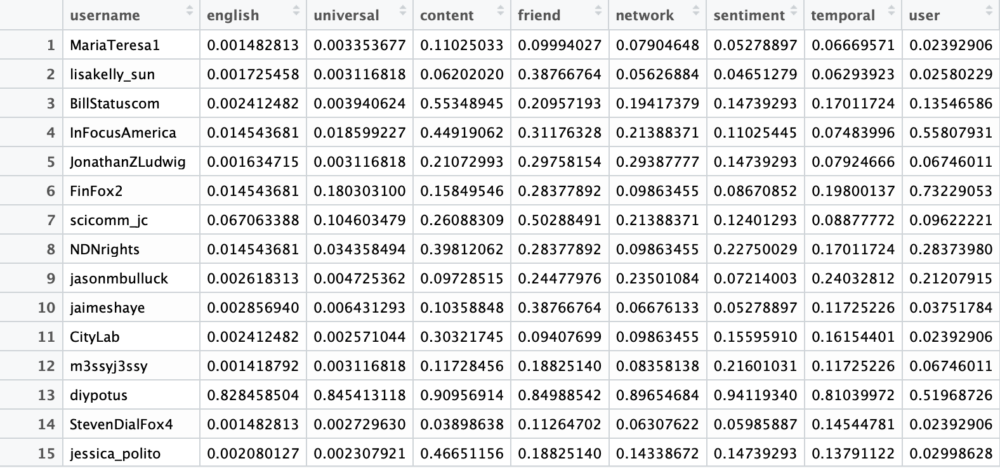 username english universal content friend network sentiment temporal user
1 MariaTeresa1 0.001482813 0.003353677 0.11025033 0.09994027 0.07904648 0.05278897 0.06669571 0.02392906
2 lisakelly_sun 0.001725458 0.003116818 0.06202020 0.38766764 0.05626884 0.04651279 0.06293923 0.02580229
3 BillStatuscom 0.002412482 0.003940624 0.55348945 0.20957193 0.19417379 0.14739293 0.17011724 0.13546586
4 InFocusAmerica 0.014543681 0.018599227 0.44919062 0.31176328 0.21388371 0.11025445 0.07483996 0.55807931
5 JonathanZLudwig 0.001634715 0.003116818 0.21072993 0.29758154 0.29387777 0.14739293 0.07924666 0.06746011
6 FinFox2 0.014543681 0.180303100 0.15849546 0.28377892 0.09863455 0.08670852 0.19800137 0.73229053
7 scicomm_jc 0.067063388 0.104603479 0.26088309 0.50288491 0.21388371 0.12401293 0.08877772 0.09622221
8 NDNrights 0.014543681 0.034358494 0.39812062 0.28377892 0.09863455 0.22750029 0.17011724 0.28373980
9 jasonmbulluck 0.002618313 0.004725362 0.09728515 0.24477976 0.23501084 0.07214003 0.24032812 0.21207915
10 jaimeshaye 0.002856940 0.006431293 0.10358848 0.38766764 0.06676133 0.05278897 0.11725226 0.03751784
11 CityLab 0.002412482 0.002571044 0.30321745 0.09407699 0.09863455 0.15595910 0.16154401 0.02392906
12 m3ssyj3ssy 0.001418792 0.003116818 0.11728456 0.18825140 0.08358138 0.21601031 0.11725226 0.06746011
13 diypotus 0.828458504 0.845413118 0.90956914 0.84988542 0.89654684 0.94119340 0.81039972 0.51968726
14 StevenDialFox4 0.001482813 0.002729630 0.03898638 0.11264702 0.06307622 0.05985887 0.14544781 0.02392906
15 jessica_polito 0.002080127 0.002307921 0.46651156 0.18825140 0.14338672 0.14739293 0.13791122 0.02998628